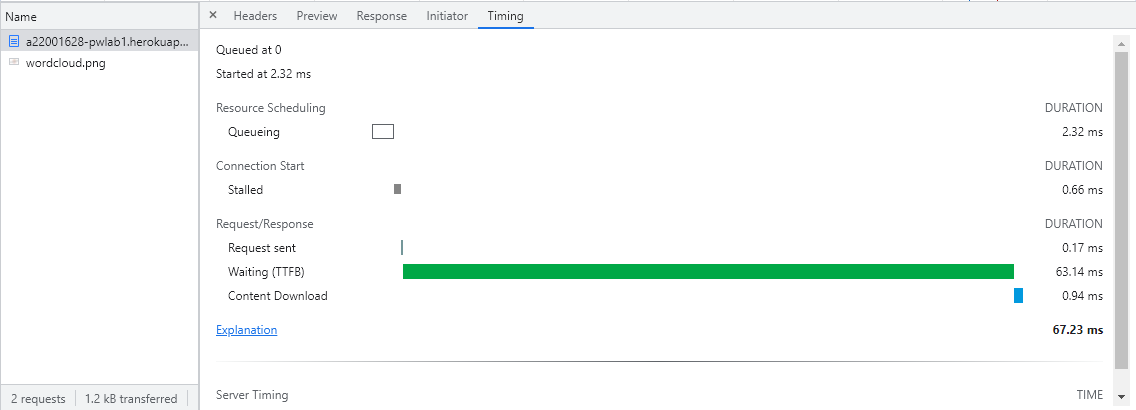 Name
a22001628-pwlab1.herokuap...
wordcloud.png
2 requests 1.2 kB transferred
× Headers Preview Response Initiator Timing
Queued at 0
Started at 2.32 ms
Resource Scheduling DURATION
Queueing 2.32 ms
Connection Start DURATION
Stalled 0.66 ms
Request/Response DURATION
Request sent 0.17 ms
Waiting (TTFB) 63.14 ms
Content Download 0.94 ms
Explanation 67.23 ms
Server Timing TIME